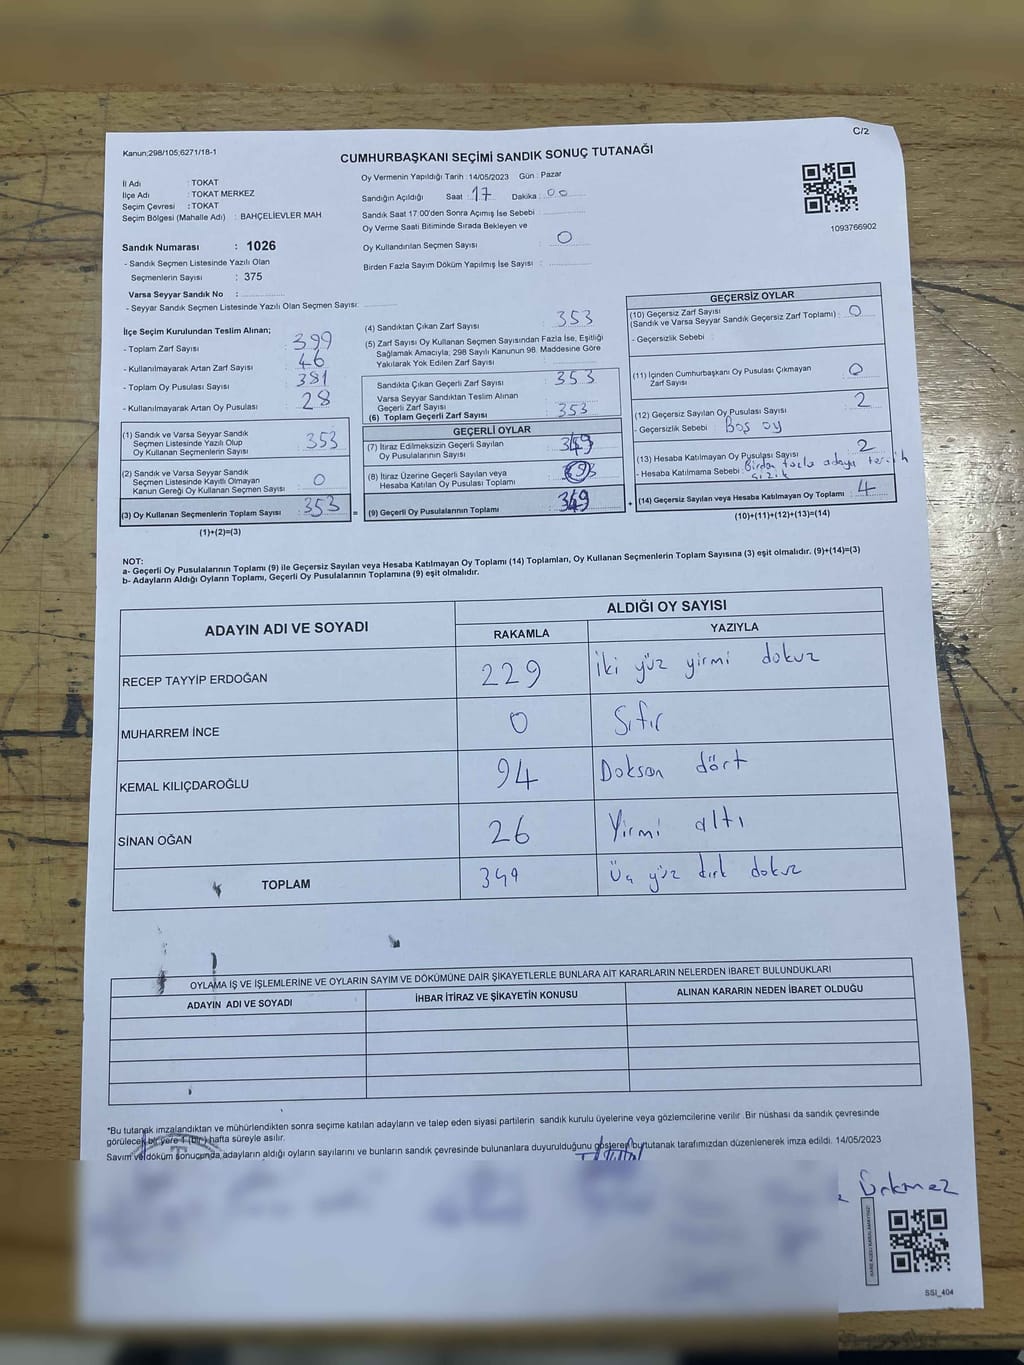 C/2
Kanun;298/105;6271/18-1
CUMHURBAŞKANI SEÇİMİ SANDIK SONUÇ TUTANAĞI
İl Adı : TOKAT
İlçe Adı : TOKAT MERKEZ
Seçim Çevresi : TOKAT
Seçim Bölgesi (Mahalle Adı) : BAHÇELİEVLER MAH
Sandık Numarası : 1026
- Sandık Seçmen Listesinde Yazılı Olan
Seçmenlerin Sayısı : 375
Varsa Seyyar Sandık No :
- Seyyar Sandık Seçmen Listesinde Yazılı Olan Seçmen Sayısı:
Oy Vermenin Yapıldığı Tarih : 14/05/2023 Gün : Pazar
Sandığın Açıldığı Saat : 17 Dakika : 00
Sandık Saat 17:00'den Sonra Açımış İse Sebebi :
Oy Verme Saati Bitiminde Sırada Bekleyen ve
Oy Kullandırılan Seçmen Sayısı : 0
Birden Fazla Sayım Döküm Yapılmış İse Sayısı :
1093766902
İlçe Seçim Kurulundan Teslim Alınan;
- Toplam Zarf Sayısı : 399
- Kullanılmayarak Artan Zarf Sayısı : 46
- Toplam Oy Pusulası Sayısı : 381
- Kullanılmayarak Artan Oy Pusulası : 28
(1) Sandık ve Varsa Seyyar Sandık
Seçmen Listesinde Yazılı Olup
Oy Kullanan Seçmenlerin Sayısı : 353
(2) Sandık ve Varsa Seyyar Sandık
Seçmen Listesinde Kayıtlı Olmayan
Kanun Gereği Oy Kullanan Seçmen Sayısı : 0
(3) Oy Kullanan Seçmenlerin Toplam Sayısı : 353
(1)+(2)=(3)
(4) Sandıktan Çıkan Zarf Sayısı : 353
(5) Zarf Sayısı Oy Kullanan Seçmen Sayısından Fazla İse, Eşitliği
Sağlamak Amacıyla; 298 Sayılı Kanunun 98. Maddesine Göre
Yakılarak Yok Edilen Zarf Sayısı :
Sandıkta Çıkan Geçerli Zarf Sayısı : 353
Varsa Seyyar Sandıktan Teslim Alınan
Geçerli Zarf Sayısı :
(6) Toplam Geçerli Zarf Sayısı : 353
GEÇERLİ OYLAR
(7) İtiraz Edilmeksizin Geçerli Sayılan
Oy Pusulalarının Sayısı : 349
(8) İtiraz Üzerine Geçerli Sayılan veya
Hesaba Katılan Oy Pusulası Toplamı :
(9) Geçerli Oy Pusulalarının Toplamı : 349
GEÇERSİZ OYLAR
(10) Geçersiz Zarf Sayısı
(Sandık ve Varsa Seyyar Sandık Geçersiz Zarf Toplamı) : 0
- Geçersizlik Sebebi :
(11) İçinden Cumhurbaşkanı Oy Pusulası Çıkmayan
Zarf Sayısı : 0
(12) Geçersiz Sayılan Oy Pusulası Sayısı : 2
- Geçersizlik Sebebi : Boş oy
(13) Hesaba Katılmayan Oy Pusulası Sayısı : 2
- Hesaba Katılmama Sebebi : Birden fazla adaya tercih
(14) Geçersiz Sayılan veya Hesaba Katılmayan Oy Toplamı : 4
(10)+(11)+(12)+(13)=(14)
NOT:
a- Geçerli Oy Pusulalarının Toplamı (9) ile Geçersiz Sayılan veya Hesaba Katılmayan Oy Toplamı (14) Toplamları, Oy Kullanan Seçmenlerin Toplam Sayısına (3) eşit olmalıdır. (9)+(14)=(3)
b- Adayların Aldığı Oyların Toplamı, Geçerli Oy Pusulalarının Toplamına (9) eşit olmalıdır.
ADAYIN ADI VE SOYADI
ALDIĞI OY SAYISI
RAKAMLA YAZIYLA
RECEP TAYYİP ERDOĞAN 229 İki yüz yirmi dokuz
MUHARREM İNCE 0 Sıfır
KEMAL KILIÇDAROĞLU 94 Doksan dört
SİNAN OĞAN 26 Yirmi altı
TOPLAM 349 Üç yüz kırk dokuz
OYLAMA İŞ VE İŞLEMLERİNE VE OYLARIN SAYIM VE DÖKÜMÜNE DAİR ŞİKAYETLERLE BUNLARA AİT KARARLARIN NELERDEN İBARET BULUNDUKLARI
ADAYIN ADI VE SOYADI İHBAR İTİRAZ VE ŞİKAYETİN KONUSU ALINAN KARARIN NEDEN İBARET OLDUĞU
*Bu tutanak imzalandıktan ve mühürlendikten sonra seçime katılan adayların ve talep eden siyasi partilerin sandık kurulu üyelerine veya gözlemcilerine verilir. Bir nüshası da sandık çevresinde
görülecek bir yere 1 (bir) hafta süreyle asılır.
Sayım ve döküm sonucunda,adayların aldığı oyların sayılarını ve bunların sandık çevresinde bulunanlara duyurulduğunu gösteren bu tutanak tarafımızdan düzenlenerek imza edildi. 14/05/2023
Ürkmez
SSI_404